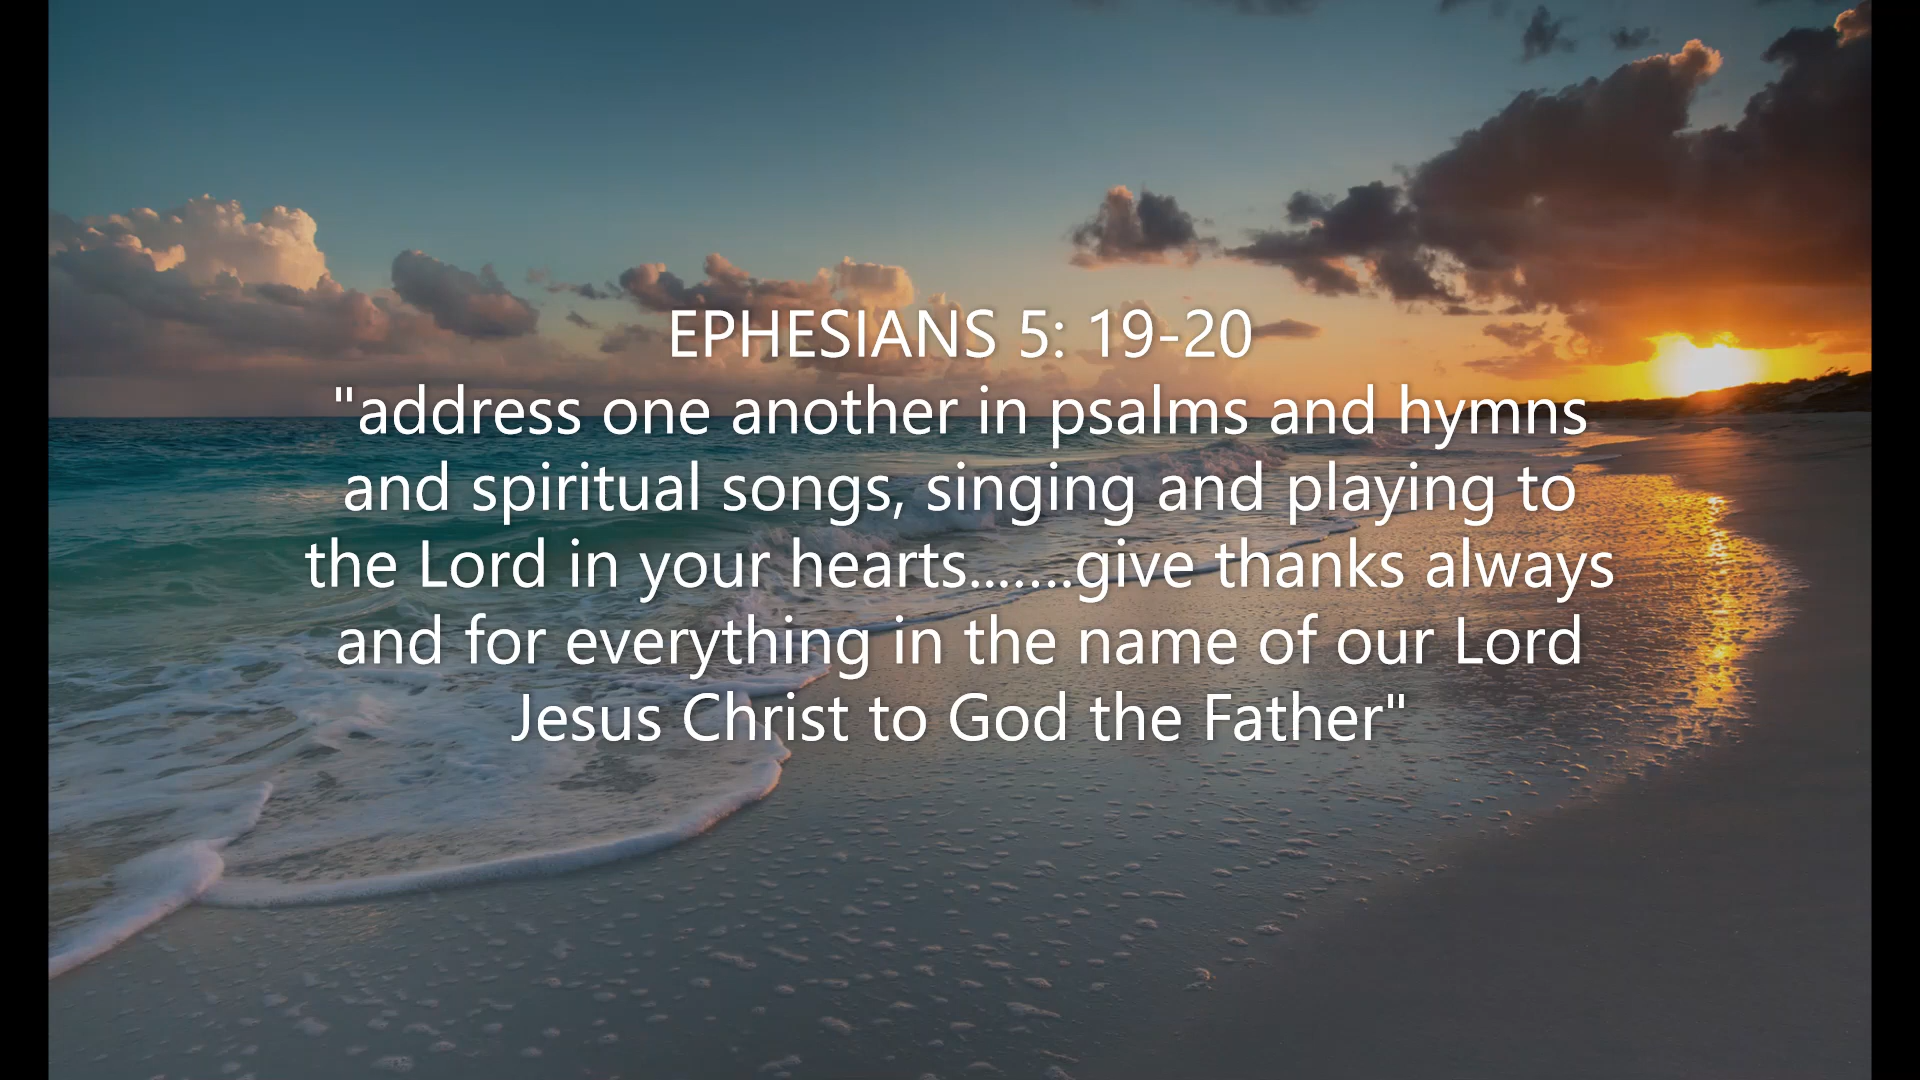 EPHESIANS 5: 19-20
"address one another in psalms and hymns
and spiritual songs, singing and playing to
the Lord in your hearts.......give thanks always
and for everything in the name of our Lord
Jesus Christ to God the Father"